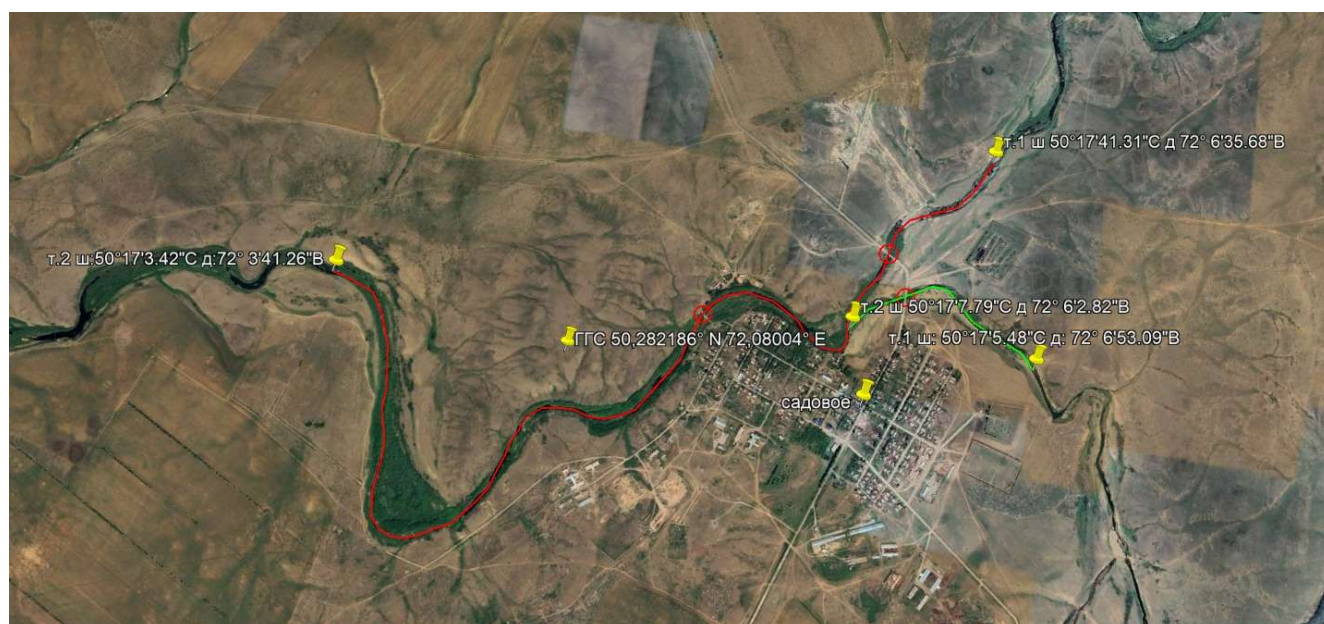 т.1 ш 50°17'41.31"С д 72° 6'35.68"В
т.2 ш:50°17'3.42"С д:72° 3'41.26"В
т.2 ш 50°17'7.79"С д 72° 6'2.82"В
ГГС 50,282186° N 72,08004° E
т.1 ш: 50°17'5.48"С д: 72° 6'53.09"В
садовое